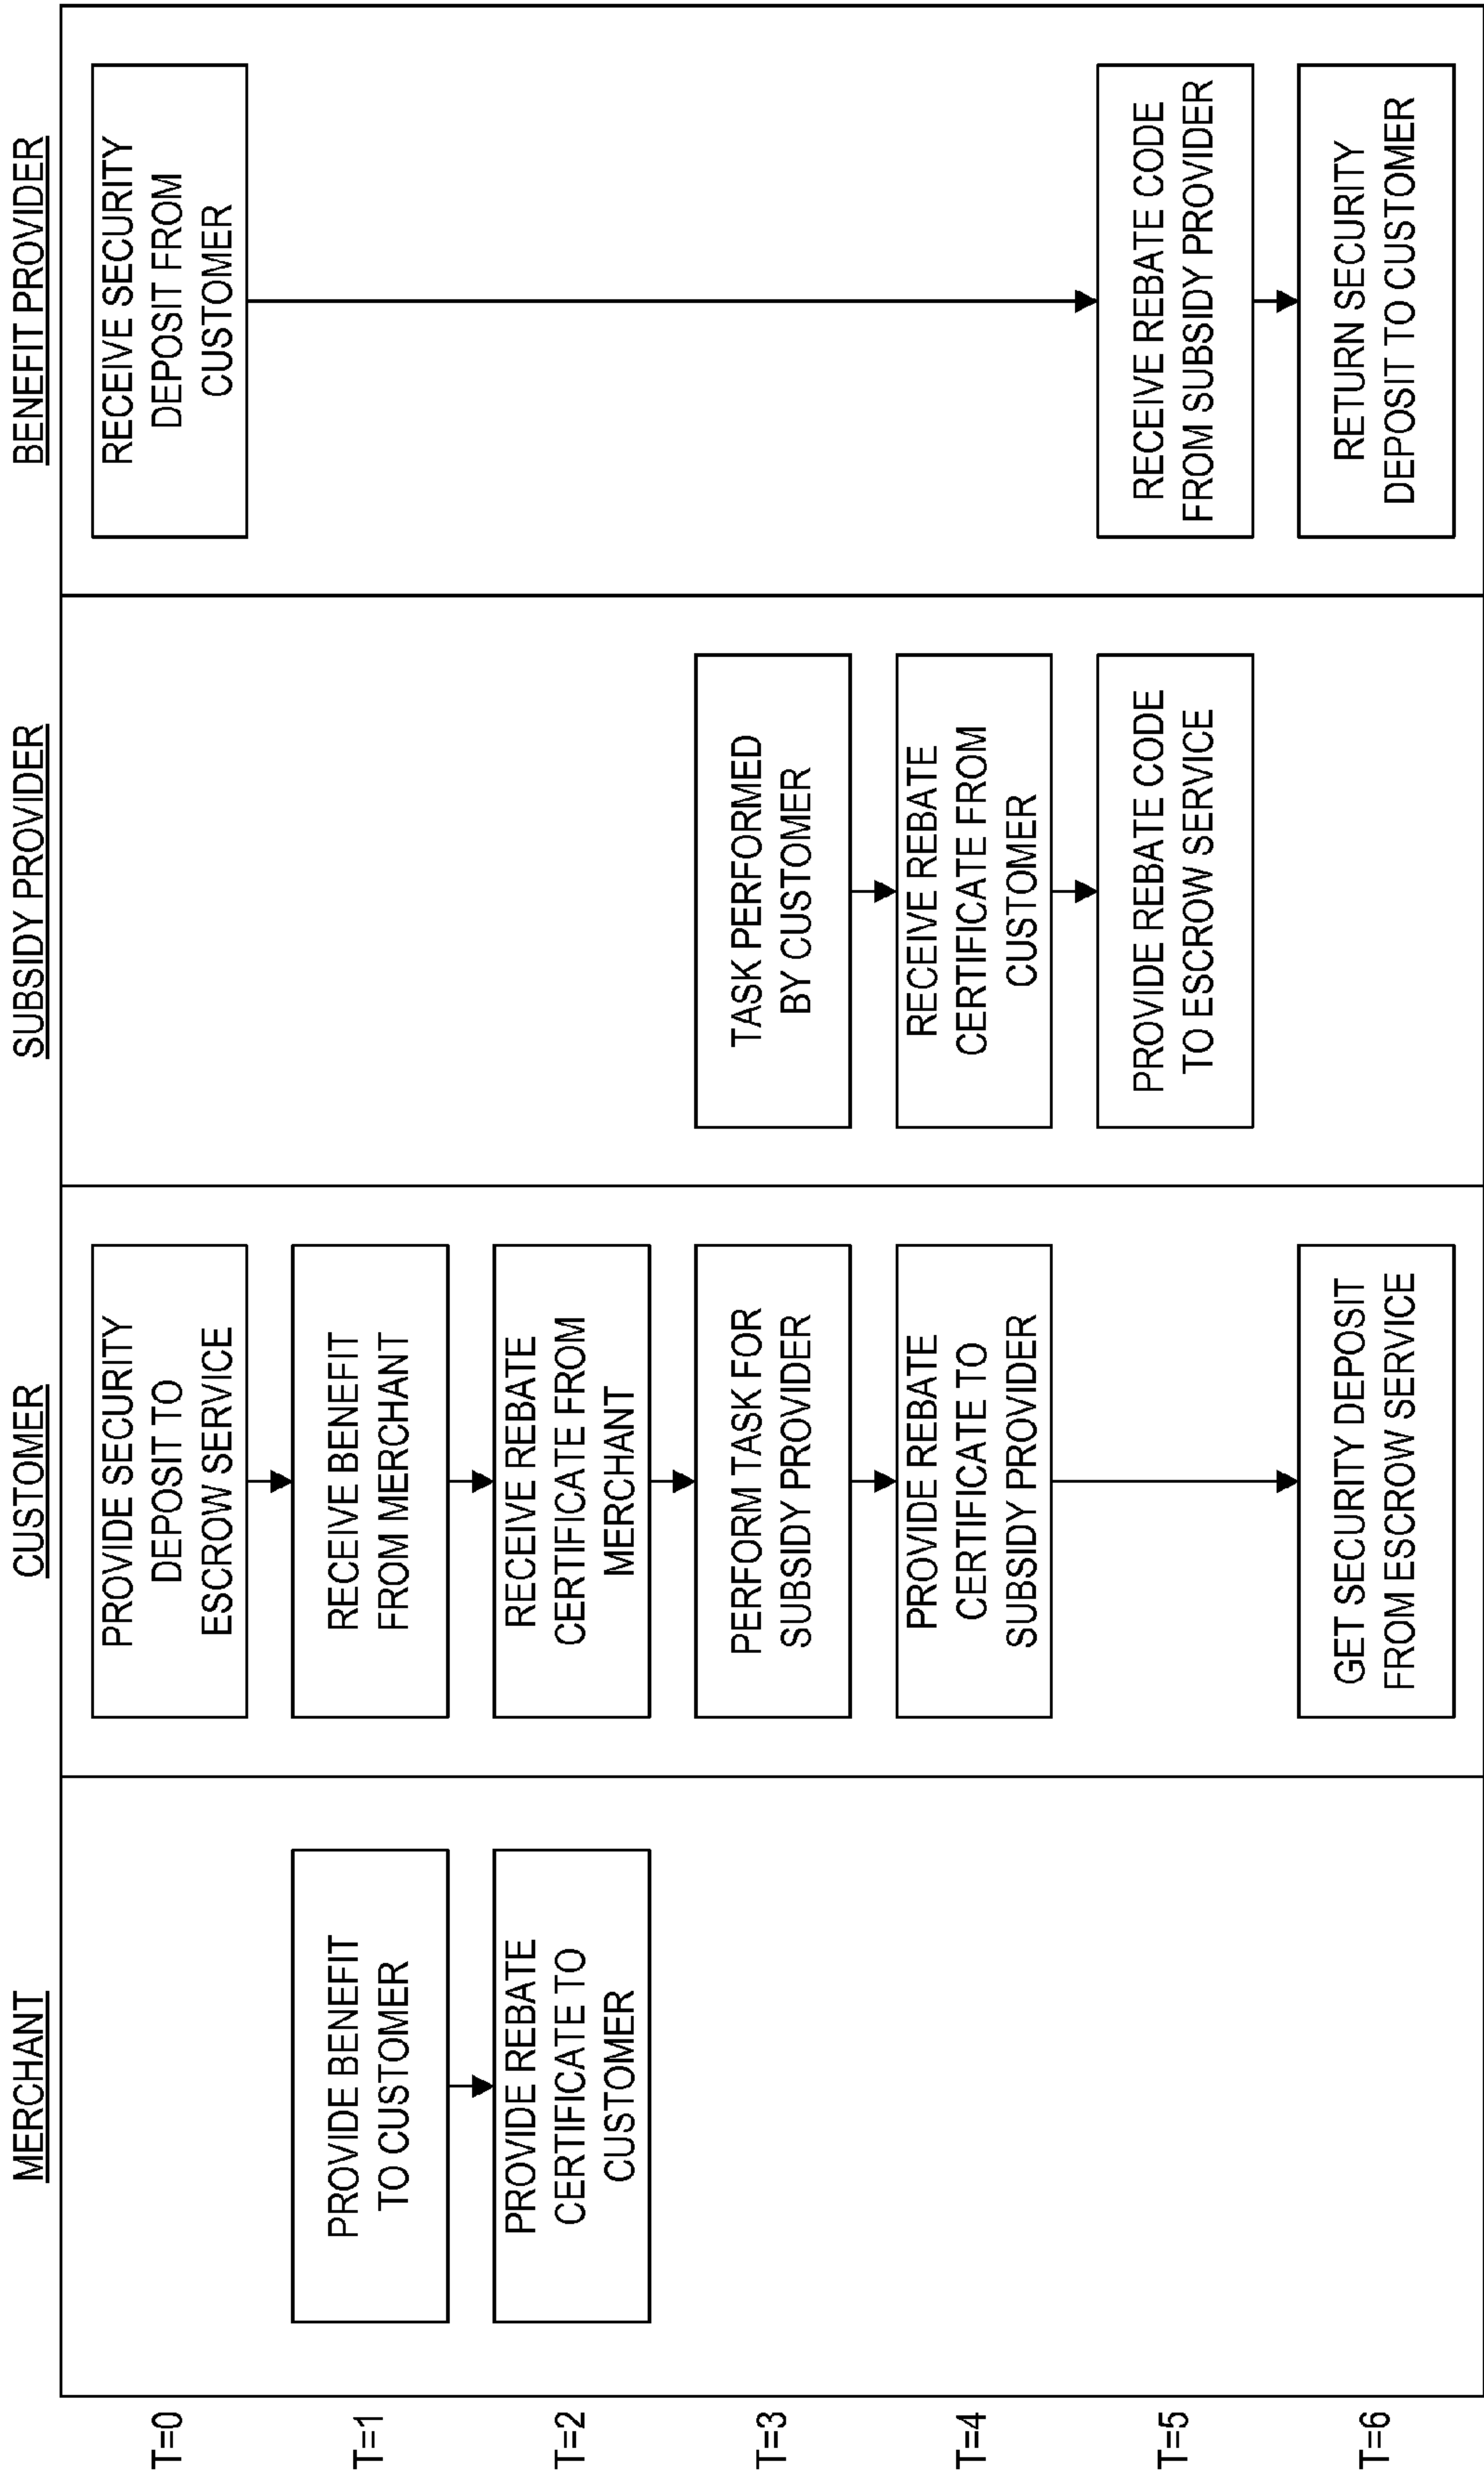 MERCHANT
CUSTOMER
SUBSIDY PROVIDER
BENEFIT PROVIDER
T=0
PROVIDE SECURITY
DEPOSIT TO
ESCROW SERVICE
RECEIVE SECURITY
DEPOSIT FROM
CUSTOMER
T=1
PROVIDE BENEFIT
TO CUSTOMER
RECEIVE BENEFIT
FROM MERCHANT
T=2
PROVIDE REBATE
CERTIFICATE TO
CUSTOMER
RECEIVE REBATE
CERTIFICATE FROM
MERCHANT
T=3
PERFORM TASK FOR
SUBSIDY PROVIDER
TASK PERFORMED
BY CUSTOMER
T=4
PROVIDE REBATE
CERTIFICATE TO
SUBSIDY PROVIDER
RECEIVE REBATE
CERTIFICATE FROM
CUSTOMER
T=5
PROVIDE REBATE CODE
TO ESCROW SERVICE
RECEIVE REBATE CODE
FROM SUBSIDY PROVIDER
T=6
GET SECURITY DEPOSIT
FROM ESCROW SERVICE
RETURN SECURITY
DEPOSIT TO CUSTOMER